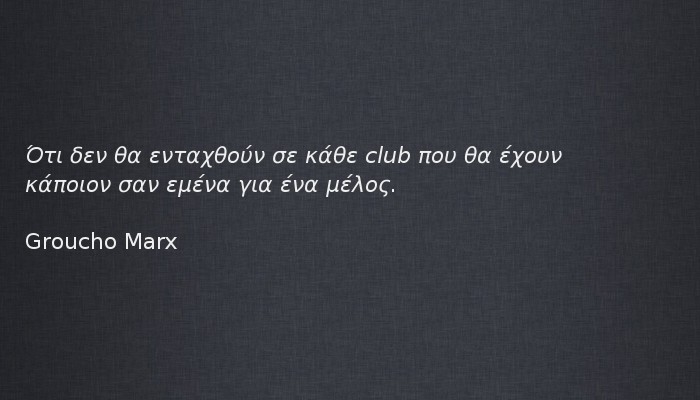 Ότι δεν θα ενταχθούν σε κάθε club που θα έχουν
κάποιον σαν εμένα για ένα μέλος.
Groucho Marx